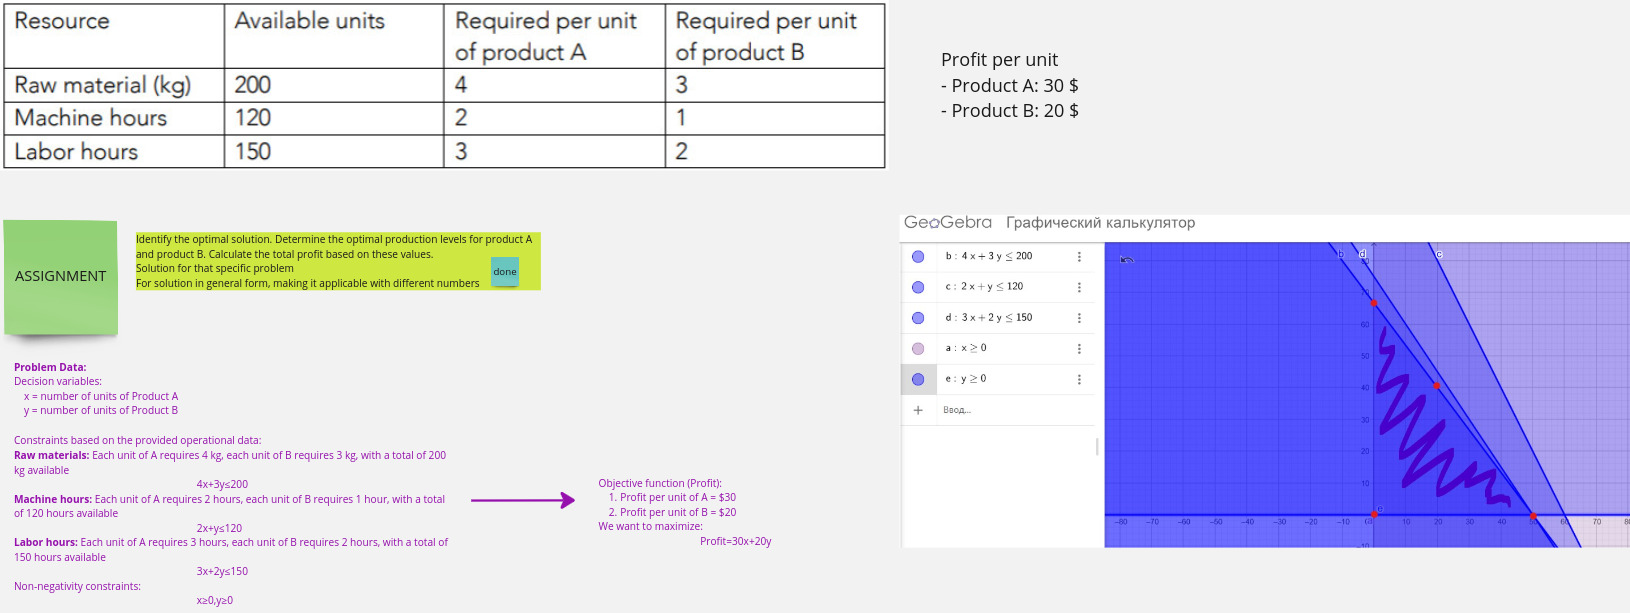 Resource Available units Required per unit of product A Required per unit of product B
Raw material (kg) 200 4 3
Machine hours 120 2 1
Labor hours 150 3 2
Profit per unit
- Product A: 30 $
- Product B: 20 $
ASSIGNMENT
Identify the optimal solution. Determine the optimal production levels for product A
and product B. Calculate the total profit based on these values.
Solution for that specific problem
For solution in general form, making it applicable with different numbers
done
Problem Data:
Decision variables:
x = number of units of Product A
y = number of units of Product B
Constraints based on the provided operational data:
Raw materials: Each unit of A requires 4 kg, each unit of B requires 3 kg, with a total of 200
kg available
4x+3y≤200
Machine hours: Each unit of A requires 2 hours, each unit of B requires 1 hour, with a total
of 120 hours available
2x+y≤120
Labor hours: Each unit of A requires 3 hours, each unit of B requires 2 hours, with a total of
150 hours available
3x+2y≤150
Non-negativity constraints:
x≥0,y≥0
Objective function (Profit):
1. Profit per unit of A = $30
2. Profit per unit of B = $20
We want to maximize:
Profit=30x+20y
GeoGebra Графический калькулятор
b : 4 x + 3 y ≤ 200
c : 2 x + y ≤ 120
d : 3 x + 2 y ≤ 150
a : x ≥ 0
e : y ≥ 0
Ввод...
b d c
80
70
60
50
40
30
20
10
e
−80 −70 −60 −50 −40 −30 −20 −10 0 10 20 30 40 50 60 70 80
−10